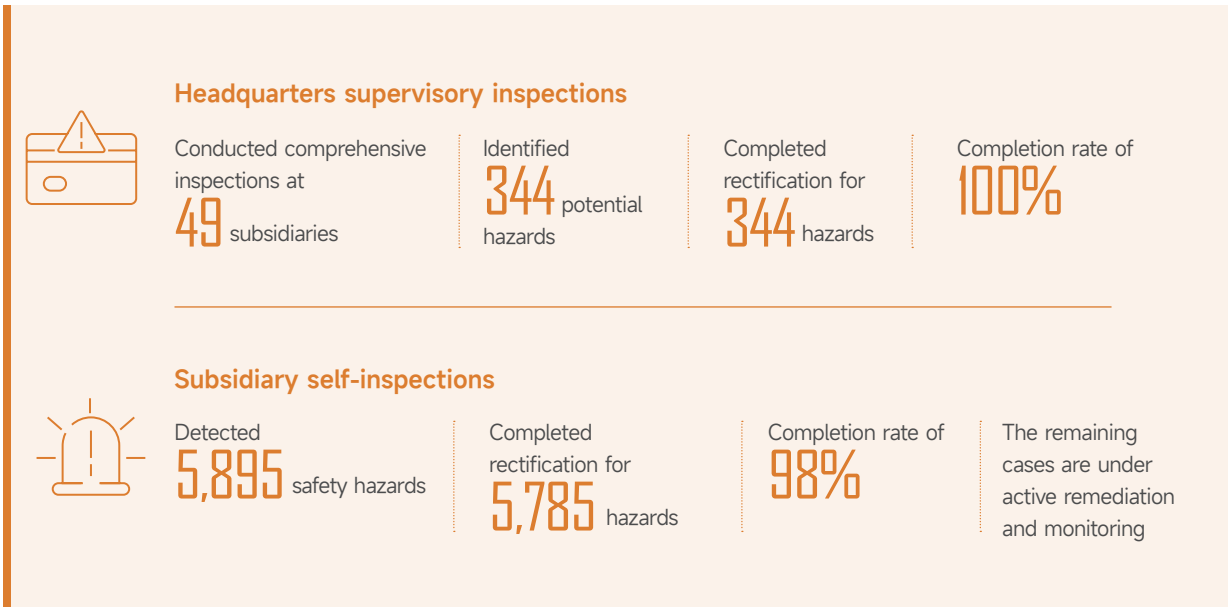 Headquarters supervisory inspections
Conducted comprehensive
inspections at
49 subsidiaries
Identified
344 potential
hazards
Completed
rectification for
344 hazards
Completion rate of
100%
Subsidiary self-inspections
Detected
5,895 safety hazards
Completed
rectification for
5,785 hazards
Completion rate of
98%
The remaining
cases are under
active remediation
and monitoring